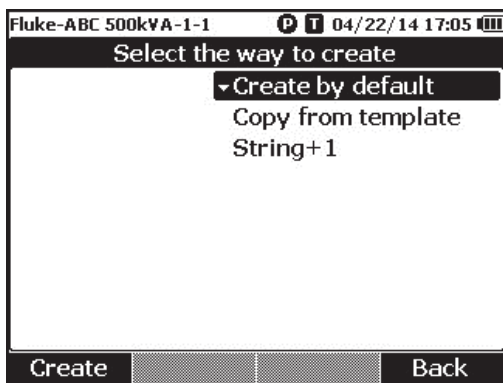 Fluke-ABC 500kVA-1-1 P T 04/22/14 17:05
Select the way to create
Create by default
Copy from template
String+1
Create Back